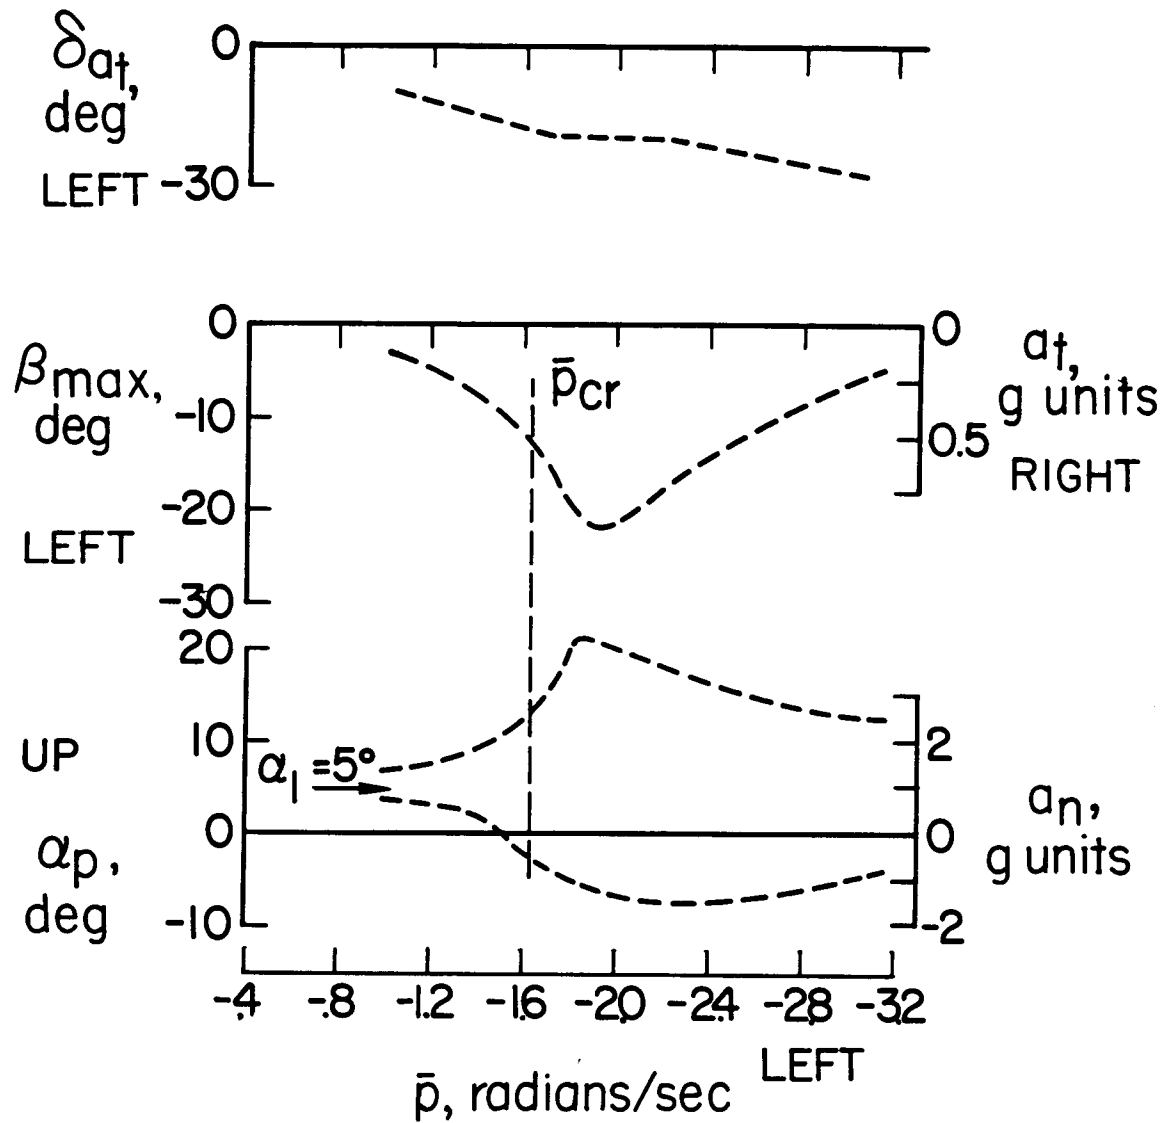 δat,
deg
LEFT
0
-30
βmax,
deg
LEFT
0
-10
-20
-30
p̄cr
0
0.5
at,
g units
RIGHT
20
10
0
-10
UP
αp,
deg
α1 = 5°
2
0
-2
an,
g units
-.4 -.8 -1.2 -1.6 -2.0 -2.4 -2.8 -3.2
LEFT
p̄, radians/sec